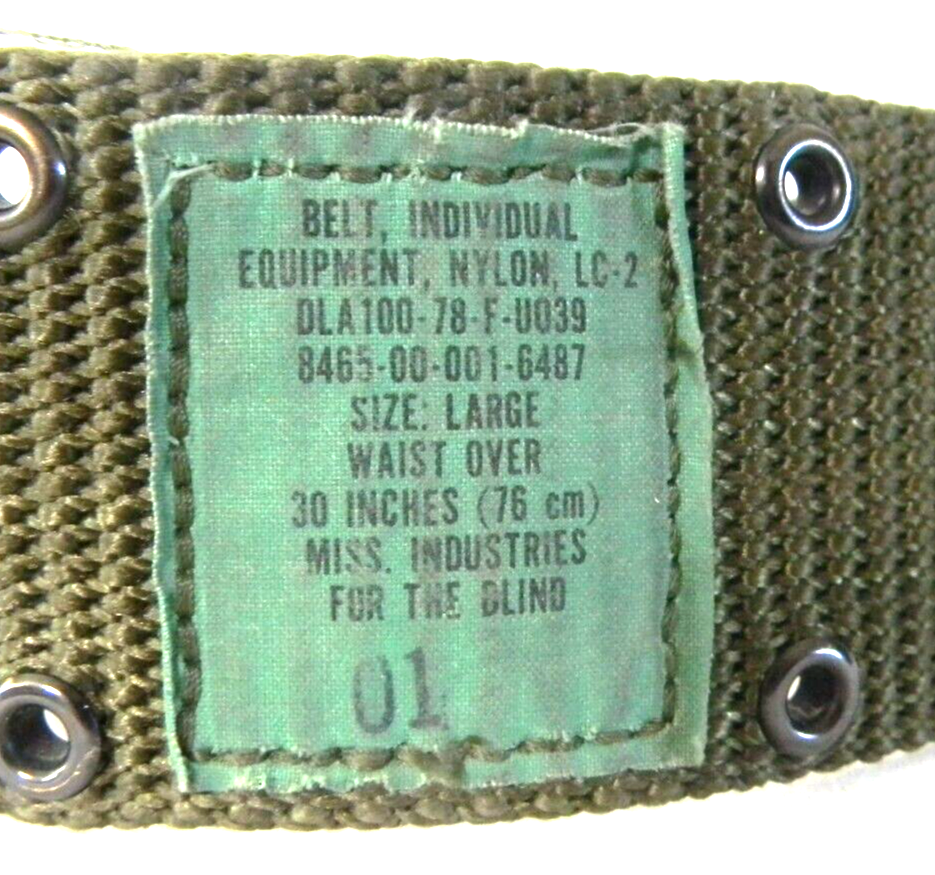 BELT, INDIVIDUAL
EQUIPMENT, NYLON, LC-2
DLA100-78-F-U039
8465-00-001-6487
SIZE: LARGE
WAIST OVER
30 INCHES (76 cm)
MISS. INDUSTRIES
FOR THE BLIND
01